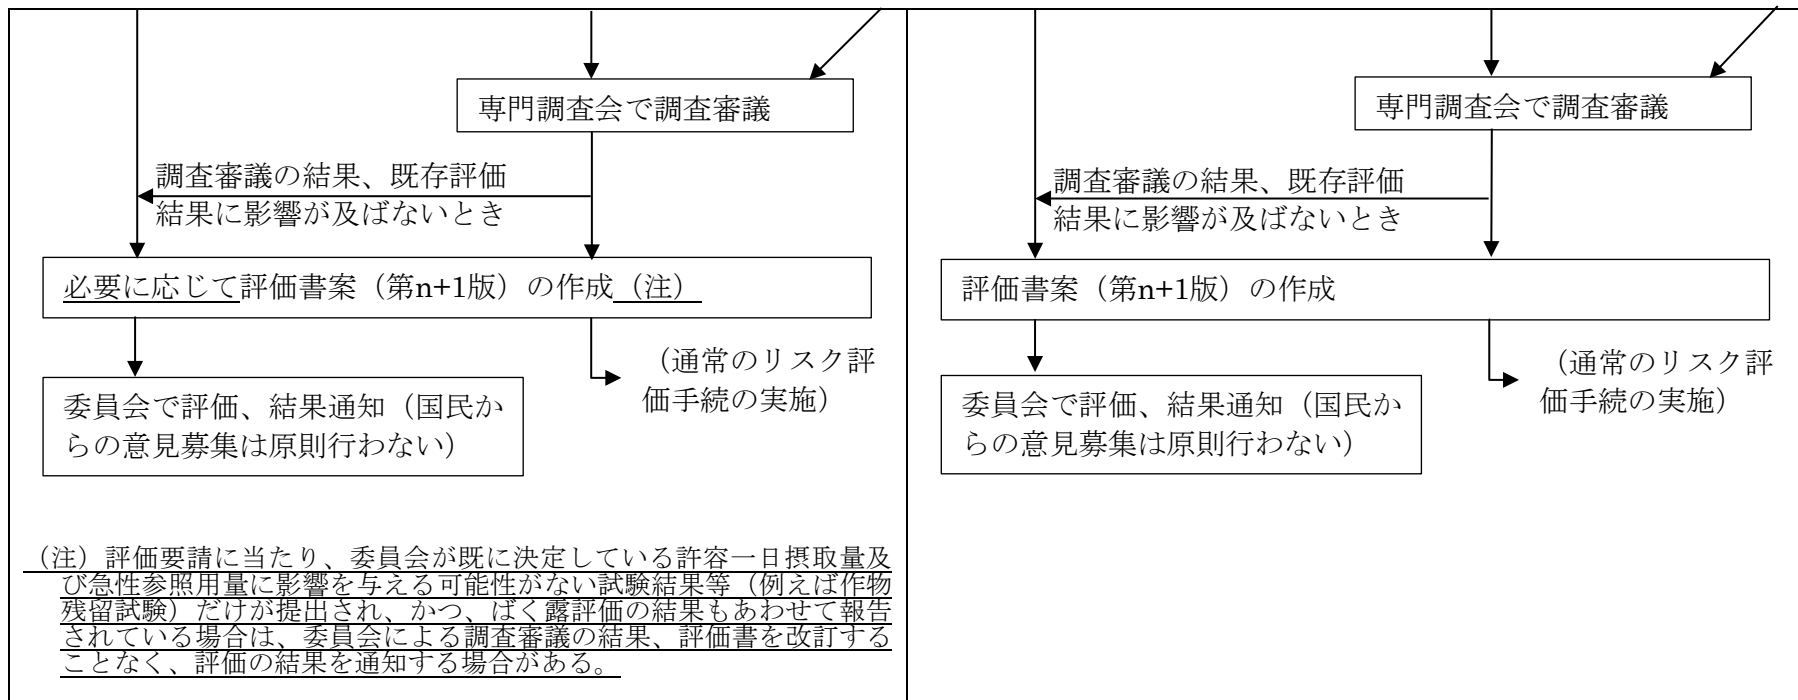 専門調査会で調査審議
調査審議の結果、既存評価
結果に影響が及ばないとき
必要に応じて評価書案（第n+1版）の作成（注）
（通常のリスク評
価手続の実施）
委員会で評価、結果通知（国民か
らの意見募集は原則行わない）
（注）評価要請に当たり、委員会が既に決定している許容一日摂取量及
び急性参照用量に影響を与える可能性がない試験結果等（例えば作物
残留試験）だけが提出され、かつ、ばく露評価の結果もあわせて報告
されている場合は、委員会による調査審議の結果、評価書を改訂する
ことなく、評価の結果を通知する場合がある。
専門調査会で調査審議
調査審議の結果、既存評価
結果に影響が及ばないとき
評価書案（第n+1版）の作成
（通常のリスク評
価手続の実施）
委員会で評価、結果通知（国民か
らの意見募集は原則行わない）